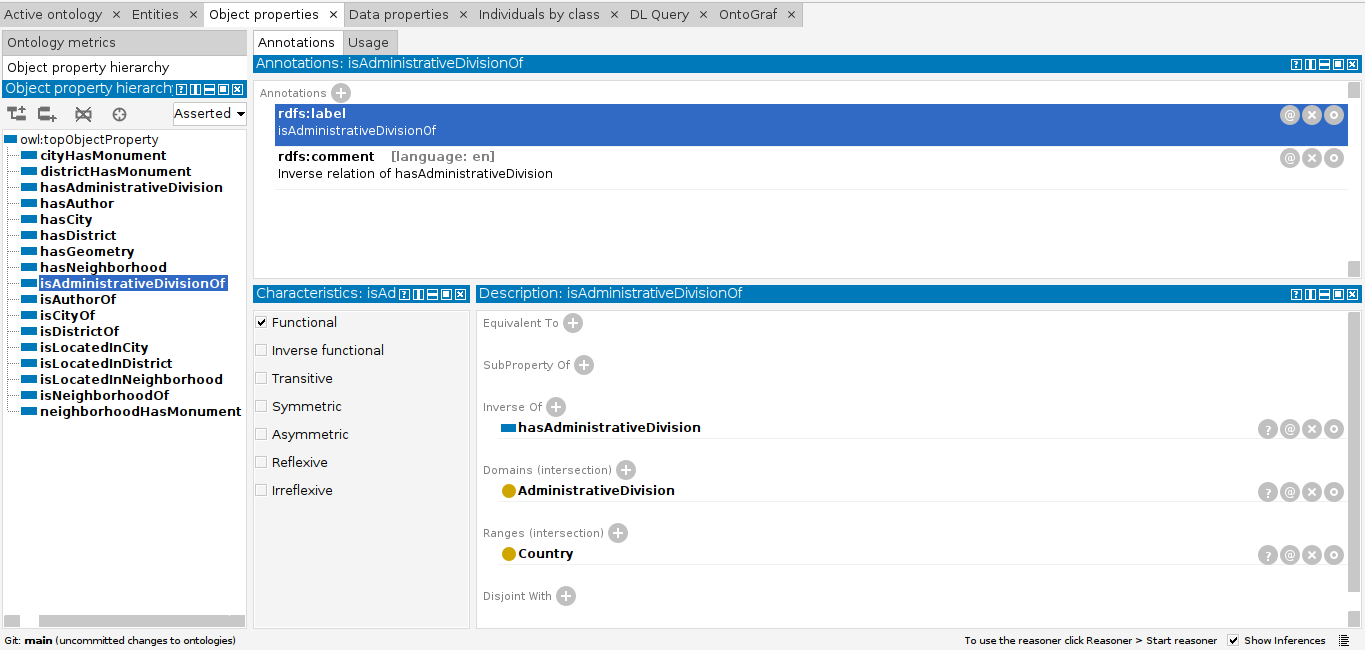 Active ontology × Entities × Object properties × Data properties × Individuals by class × DL Query × OntoGraf ×
Ontology metrics
Object property hierarchy
Object property hierarch
Asserted
owl:topObjectProperty
cityHasMonument
districtHasMonument
hasAdministrativeDivision
hasAuthor
hasCity
hasDistrict
hasGeometry
hasNeighborhood
isAdministrativeDivisionOf
isAuthorOf
isCityOf
isDistrictOf
isLocatedInCity
isLocatedInDistrict
isLocatedInNeighborhood
isNeighborhoodOf
neighborhoodHasMonument
Annotations Usage
Annotations: isAdministrativeDivisionOf
Annotations
rdfs:label
isAdministrativeDivisionOf
rdfs:comment [language: en]
Inverse relation of hasAdministrativeDivision
Characteristics: isAd
Functional
Inverse functional
Transitive
Symmetric
Asymmetric
Reflexive
Irreflexive
Description: isAdministrativeDivisionOf
Equivalent To
SubProperty Of
Inverse Of
hasAdministrativeDivision
Domains (intersection)
AdministrativeDivision
Ranges (intersection)
Country
Disjoint With
Git: main (uncommitted changes to ontologies)
To use the reasoner click Reasoner > Start reasoner Show Inferences